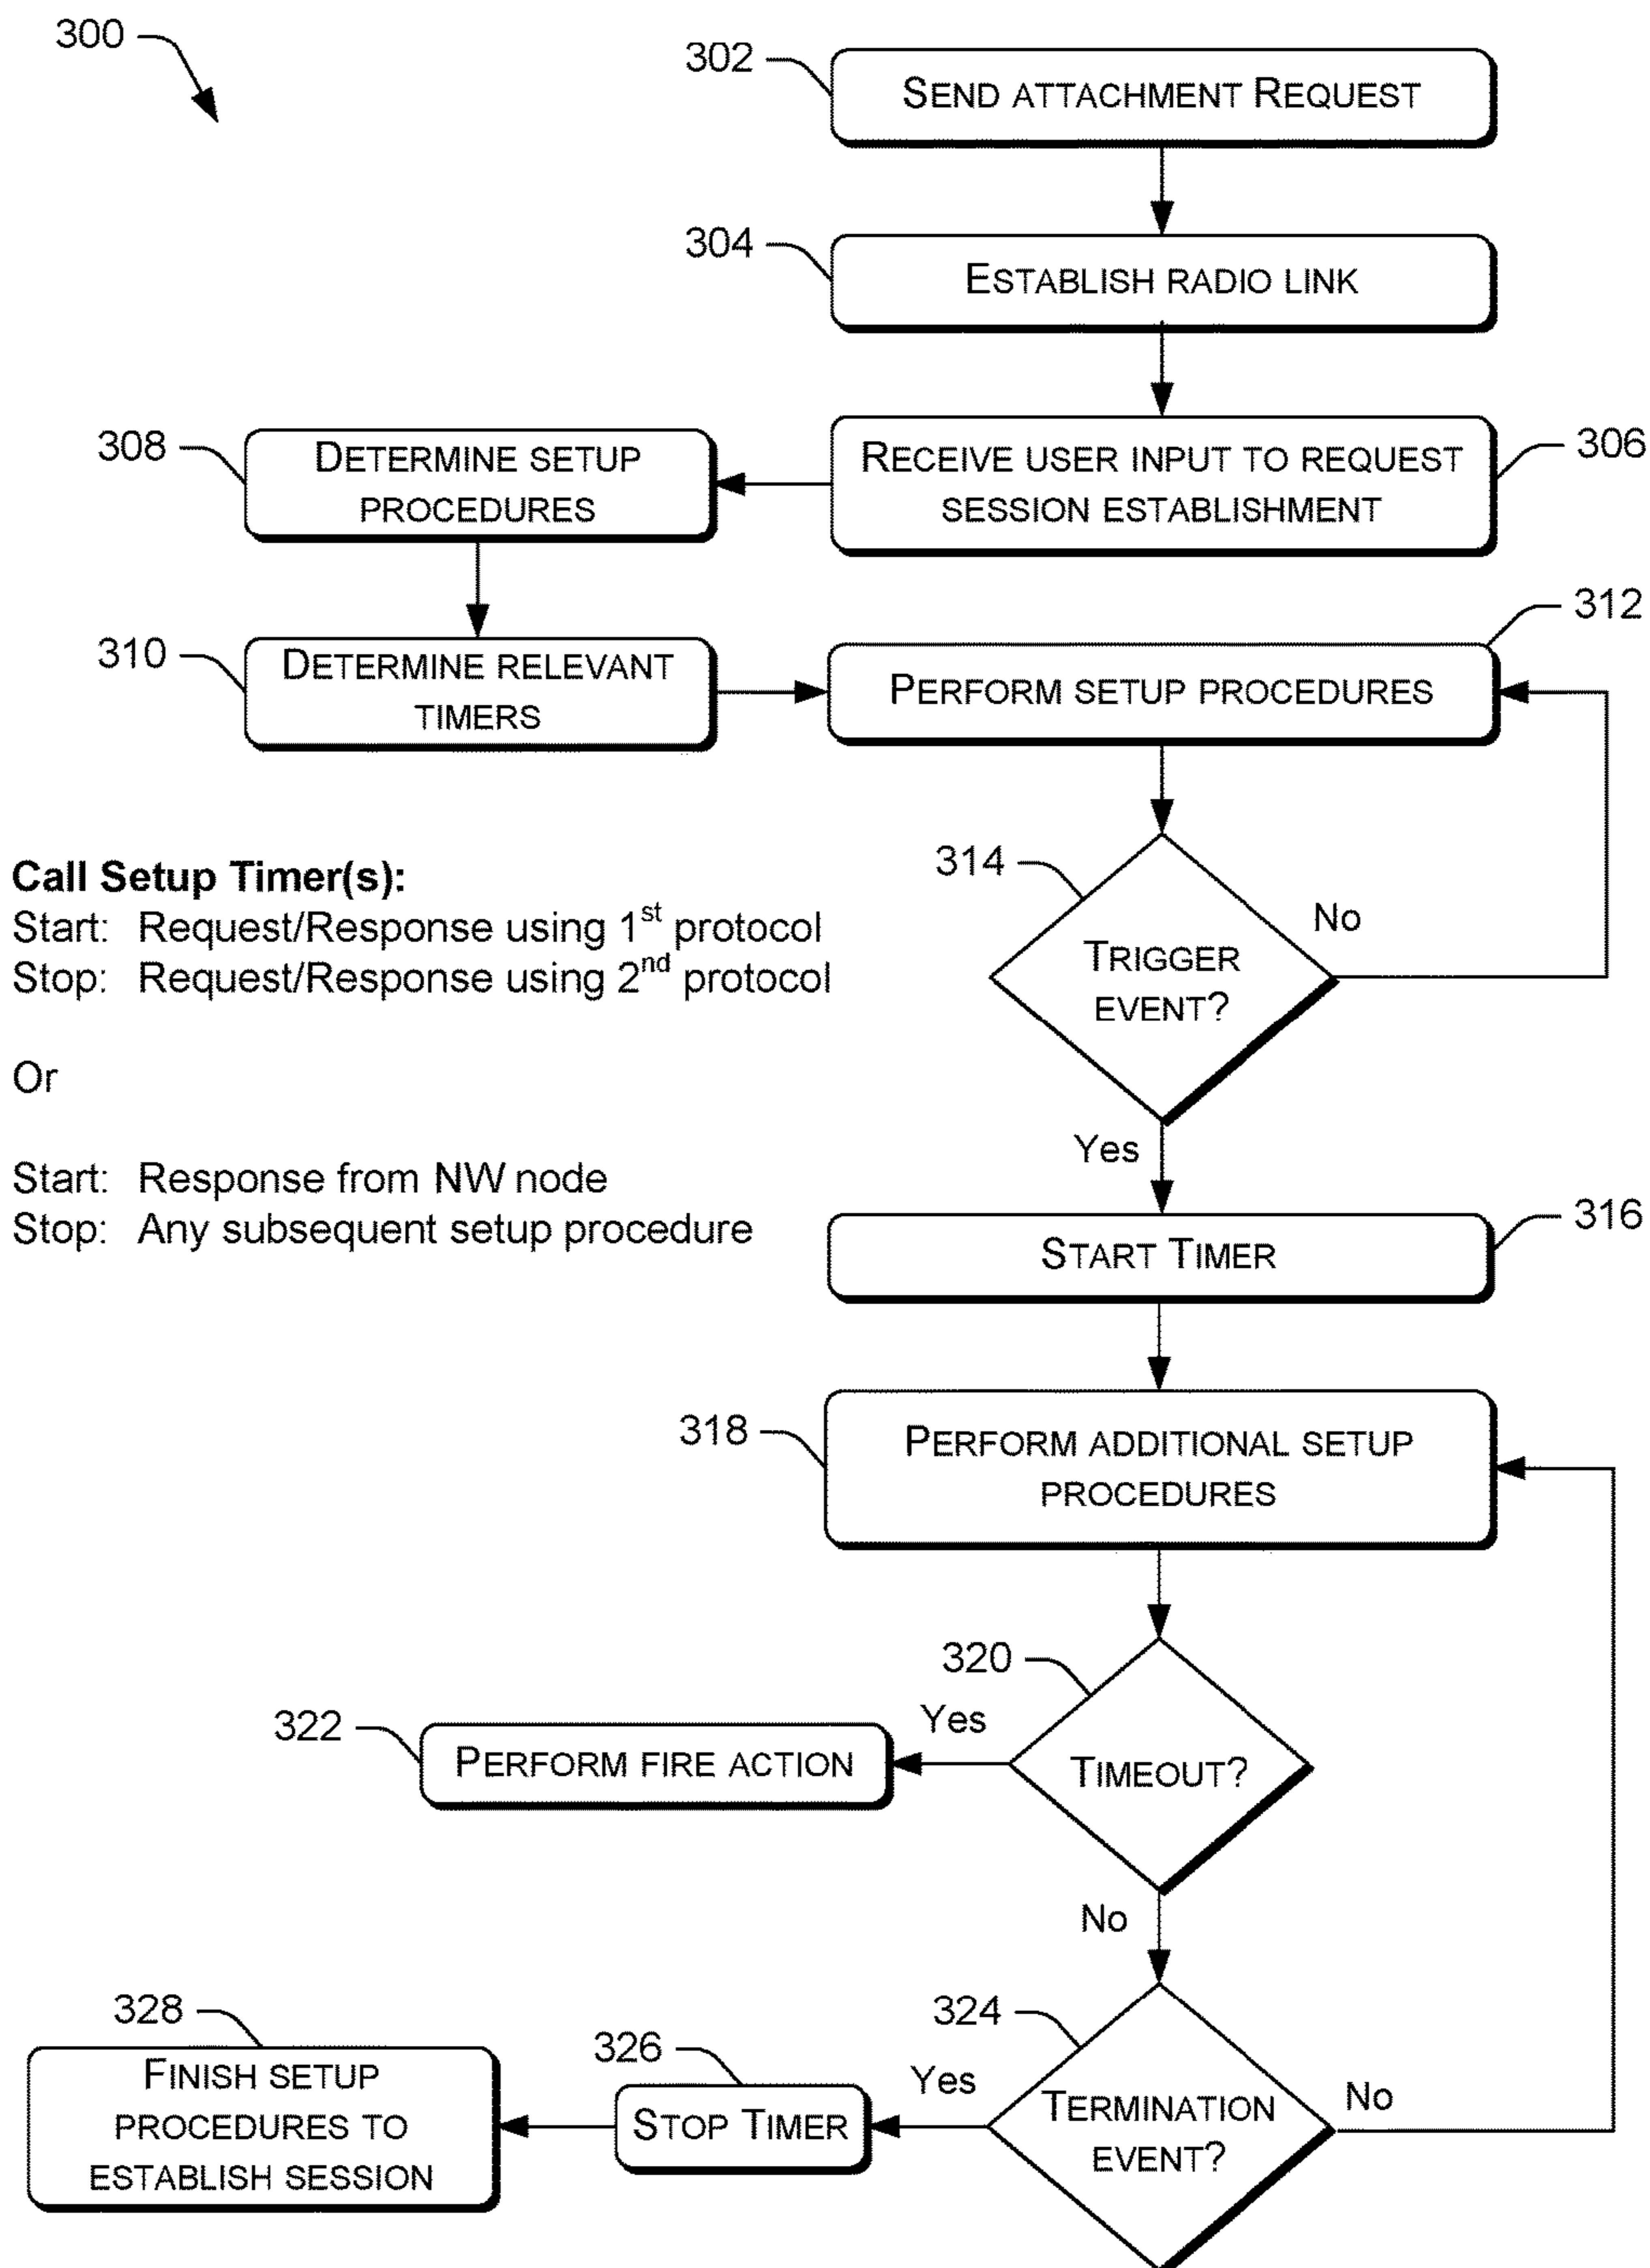 300
302
SEND ATTACHMENT REQUEST
304
ESTABLISH RADIO LINK
308
DETERMINE SETUP
PROCEDURES
RECEIVE USER INPUT TO REQUEST
SESSION ESTABLISHMENT
306
310
DETERMINE RELEVANT
TIMERS
312
PERFORM SETUP PROCEDURES
Call Setup Timer(s):
Start: Request/Response using 1st protocol
Stop: Request/Response using 2nd protocol
Or
Start: Response from NW node
Stop: Any subsequent setup procedure
314
TRIGGER
EVENT?
No
Yes
316
START TIMER
318
PERFORM ADDITIONAL SETUP
PROCEDURES
320
TIMEOUT?
Yes
322
PERFORM FIRE ACTION
No
324
TERMINATION
EVENT?
No
Yes
326
STOP TIMER
328
FINISH SETUP
PROCEDURES TO
ESTABLISH SESSION